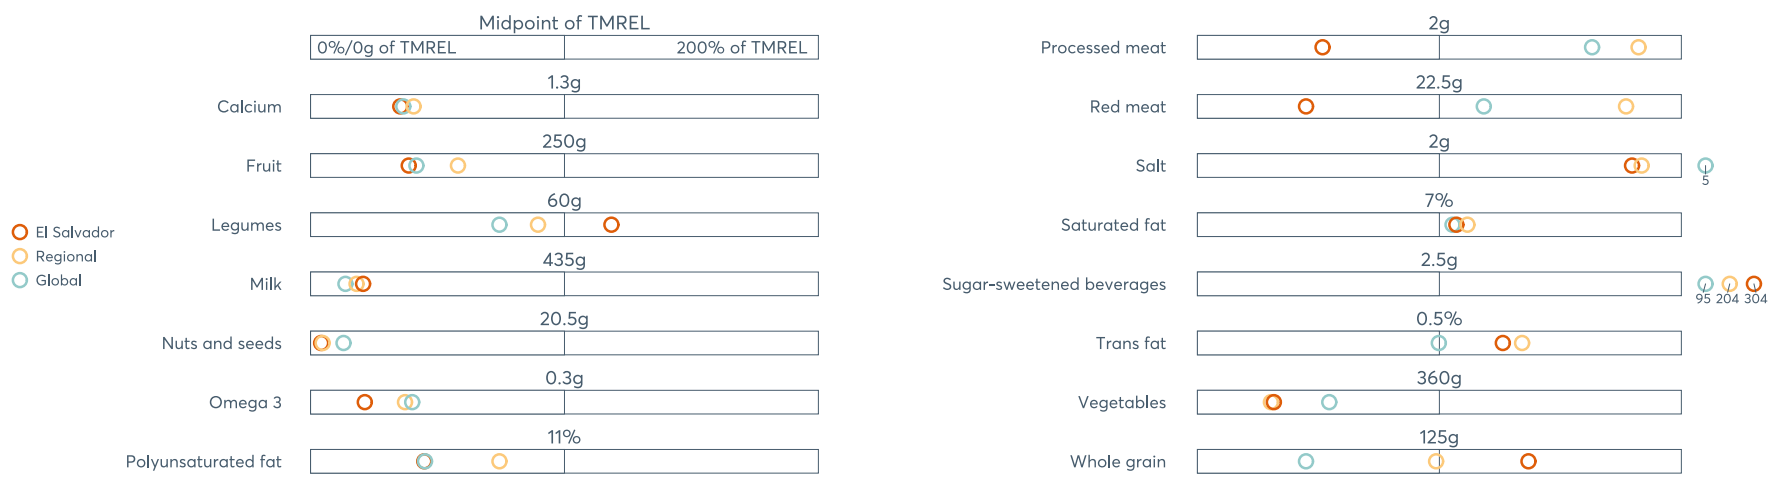 Midpoint of TMREL
0%/0g of TMREL 200% of TMREL
1.3g
Calcium
250g
Fruit
60g
Legumes
435g
Milk
20.5g
Nuts and seeds
0.3g
Omega 3
11%
Polyunsaturated fat
El Salvador
Regional
Global
2g
Processed meat
22.5g
Red meat
2g
Salt
5
7%
Saturated fat
2.5g
Sugar-sweetened beverages
95 204 304
0.5%
Trans fat
360g
Vegetables
125g
Whole grain